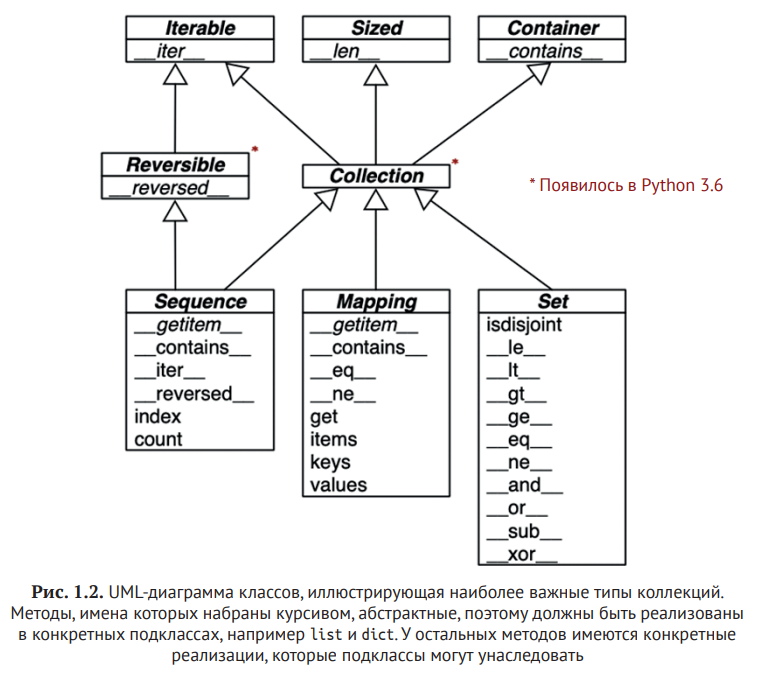 Iterable
__iter__
Sized
__len__
Container
__contains__
Reversible
*
__reversed__
Collection
*
* Появилось в Python 3.6
Sequence
__getitem__
__contains__
__iter__
__reversed__
index
count
Mapping
__getitem__
__contains__
__eq__
__ne__
get
items
keys
values
Set
isdisjoint
__le__
__lt__
__gt__
__ge__
__eq__
__ne__
__and__
__or__
__sub__
__xor__
Рис. 1.2. UML-диаграмма классов, иллюстрирующая наиболее важные типы коллекций.
Методы, имена которых набраны курсивом, абстрактные, поэтому должны быть реализованы
в конкретных подклассах, например list и dict. У остальных методов имеются конкретные
реализации, которые подклассы могут унаследовать